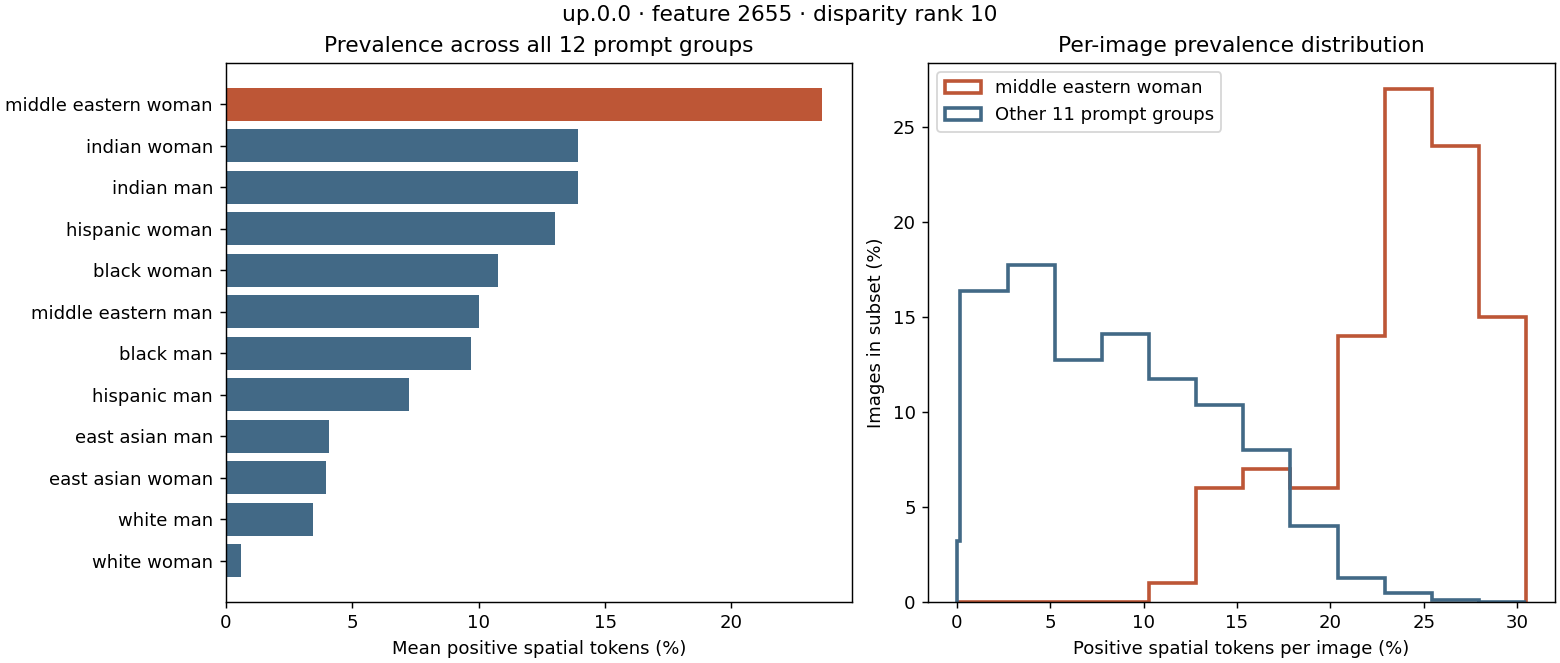 up.0.0 · feature 2655 · disparity rank 10
Prevalence across all 12 prompt groups
middle eastern woman
indian woman
indian man
hispanic woman
black woman
middle eastern man
black man
hispanic man
east asian man
east asian woman
white man
white woman
0 5 10 15 20
Mean positive spatial tokens (%)
Per-image prevalence distribution
middle eastern woman
Other 11 prompt groups
Images in subset (%)
25
20
15
10
5
0
0 5 10 15 20 25 30
Positive spatial tokens per image (%)